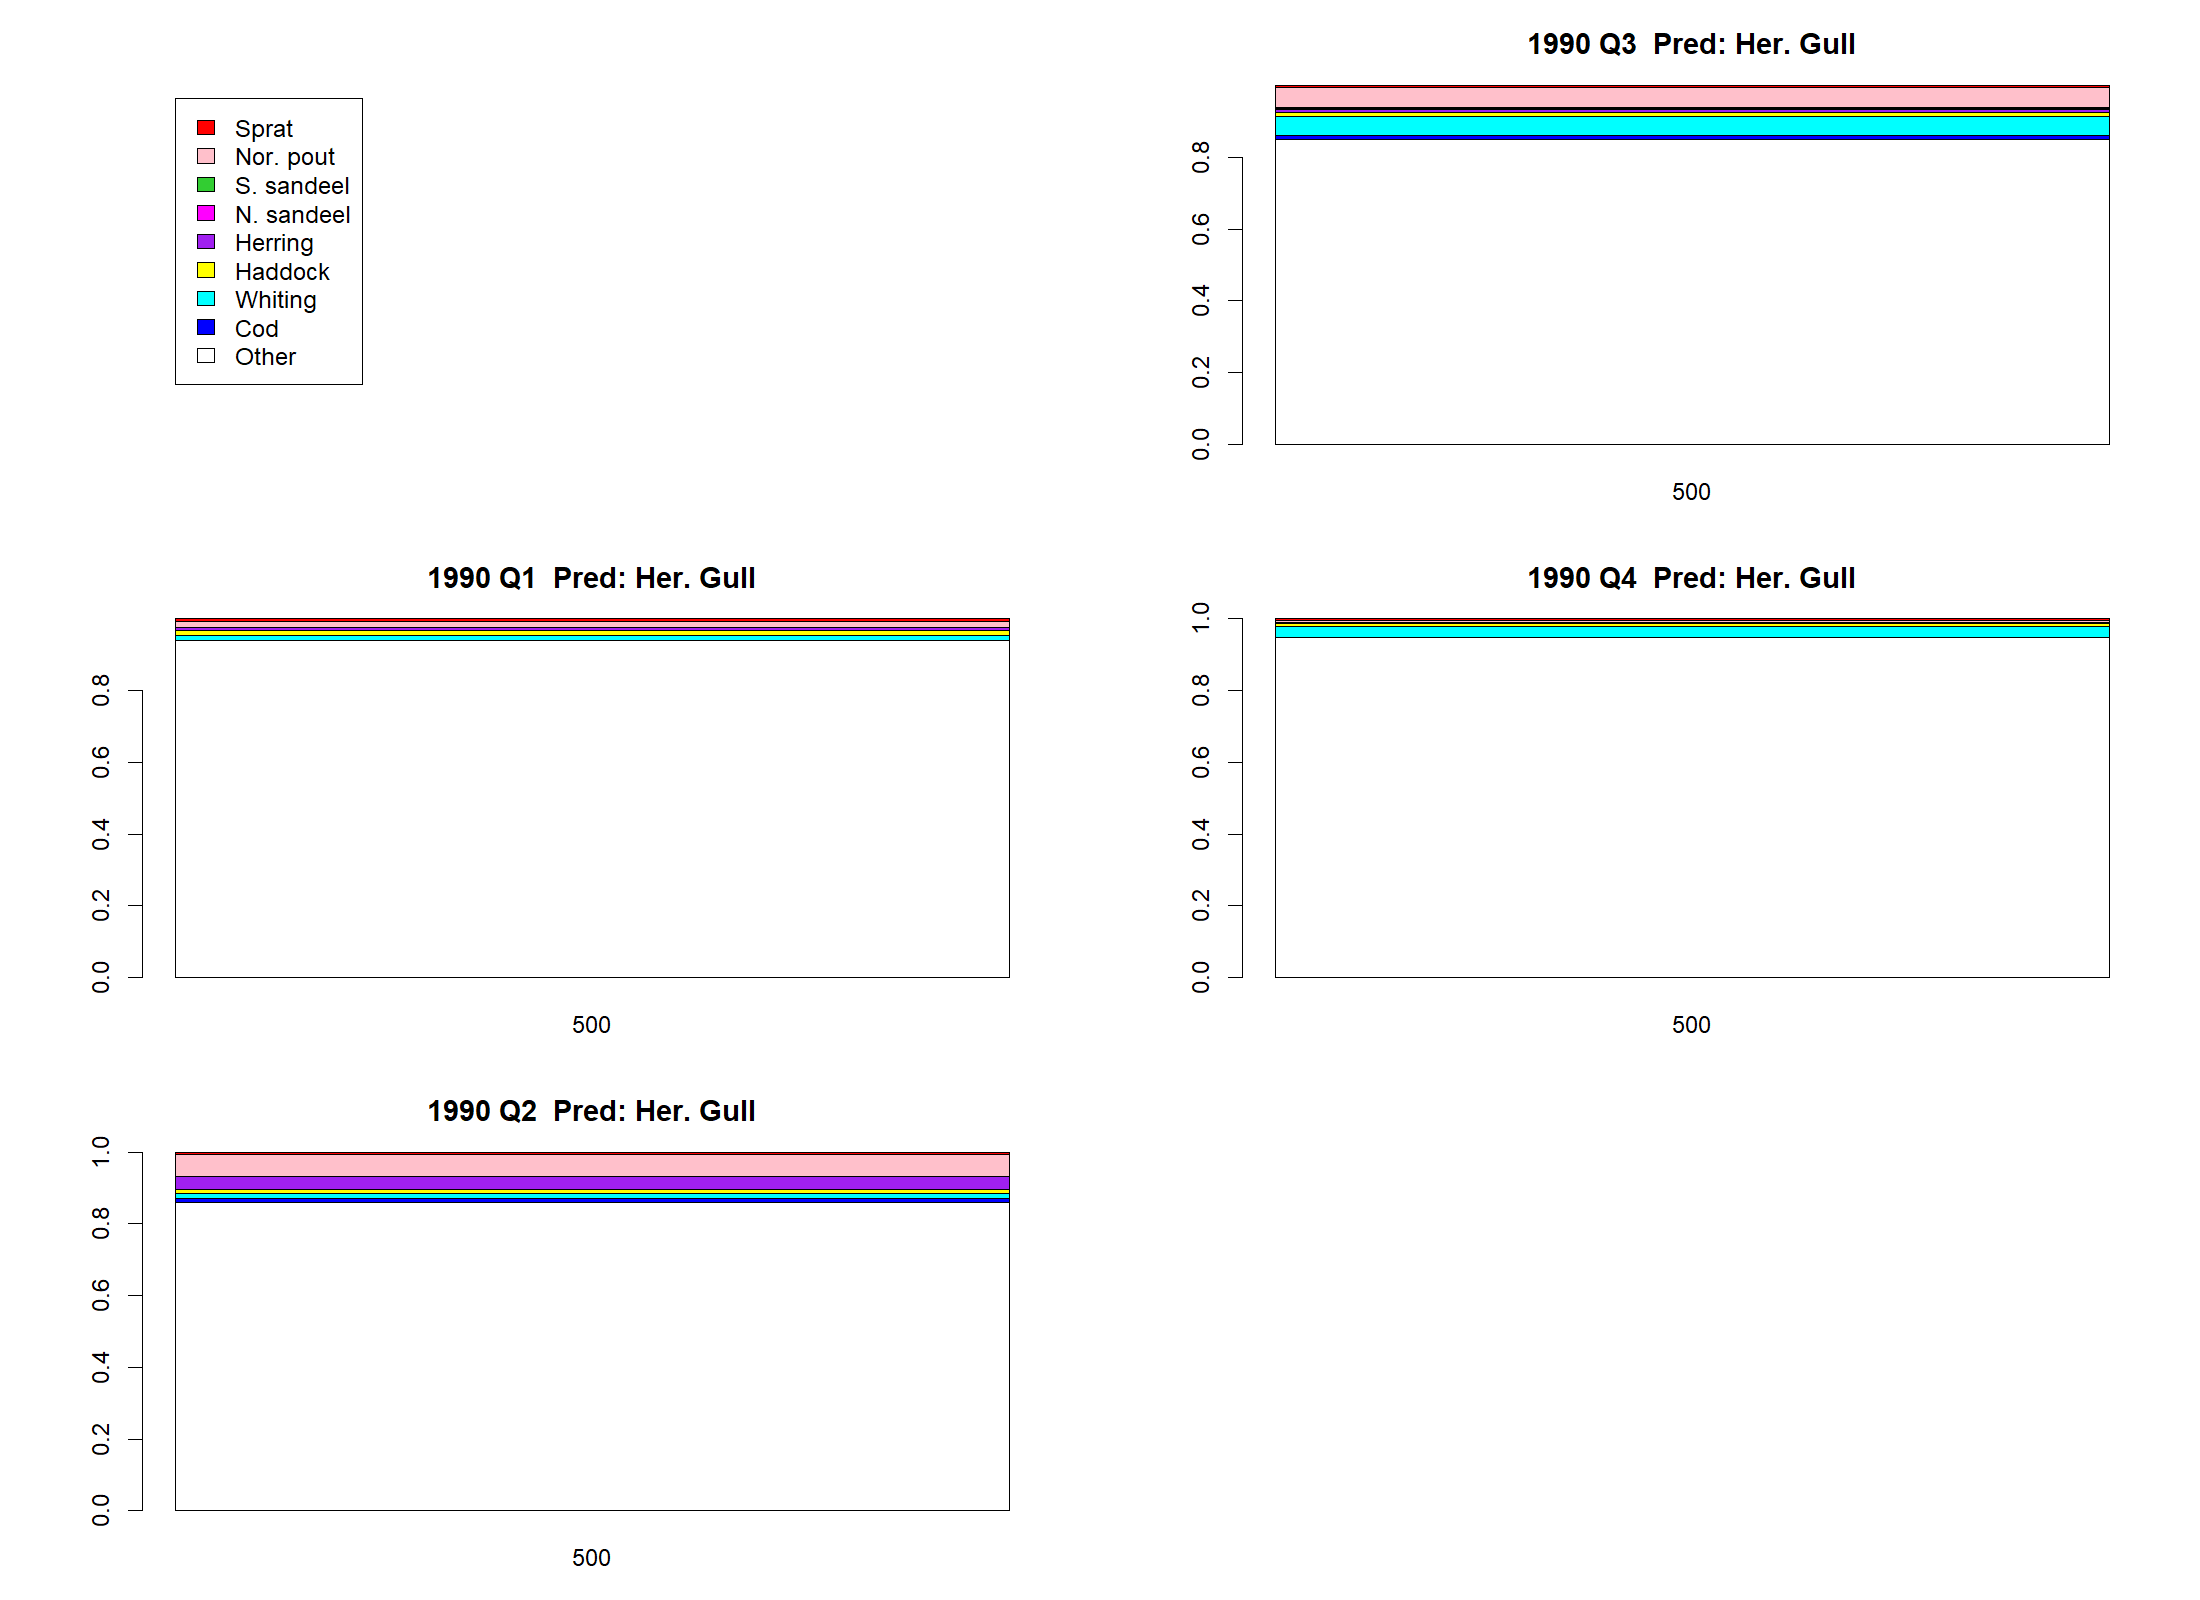 Sprat
Nor. pout
S. sandeel
N. sandeel
Herring
Haddock
Whiting
Cod
Other
1990 Q1  Pred: Her. Gull
0.8
0.6
0.4
0.2
0.0
500
1990 Q2  Pred: Her. Gull
1.0
0.8
0.6
0.4
0.2
0.0
500
1990 Q3  Pred: Her. Gull
0.8
0.6
0.4
0.2
0.0
500
1990 Q4  Pred: Her. Gull
1.0
0.8
0.6
0.4
0.2
0.0
500